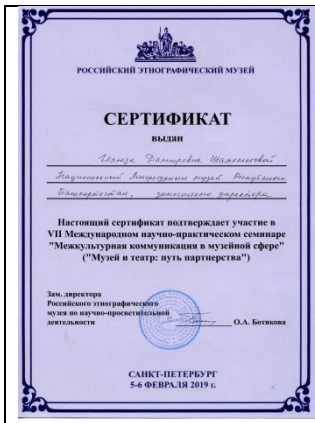 РОССИЙСКИЙ ЭТНОГРАФИЧЕСКИЙ МУЗЕЙ
СЕРТИФИКАТ
выдан
Дамировне
Национальный Литературный музей Республики
Башкортостан, директора
Настоящий сертификат подтверждает участие в
VII Международном научно-практическом семинаре
"Межкультурная коммуникация в музейной сфере"
("Музей и театр: путь партнерства")
Зам. директора
Российского этнографического
музея по научно-просветительной
деятельности
О.А. Ботякова
САНКТ-ПЕТЕРБУРГ
5-6 ФЕВРАЛЯ 2019 г.